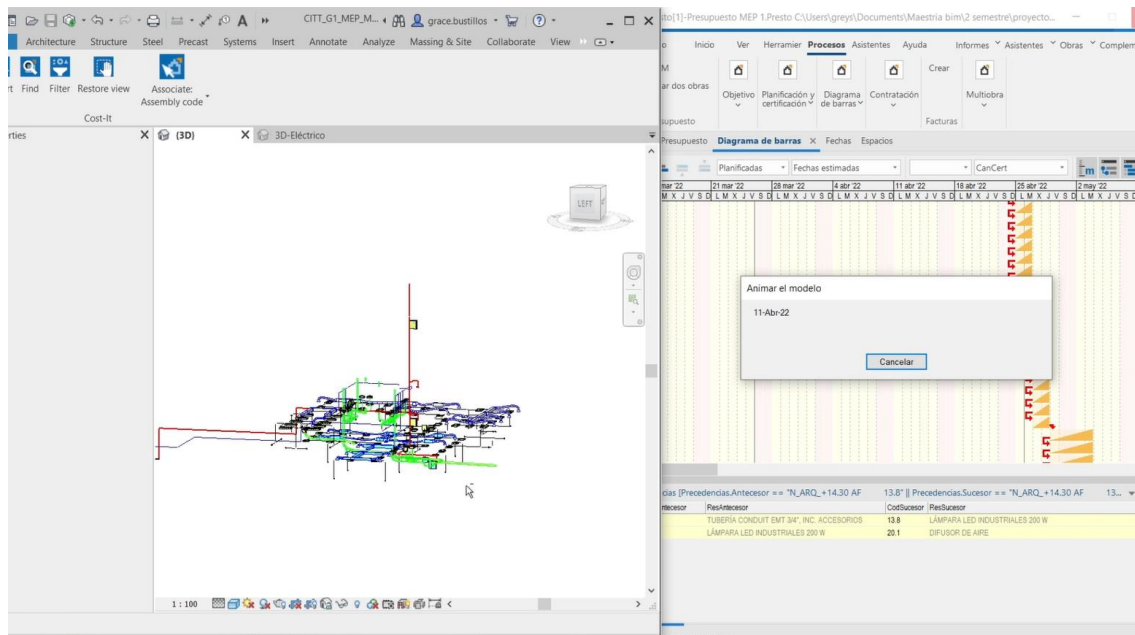 CITT_G1_MEP_M...
grace.bustillos
Architecture Structure Steel Precast Systems Insert Annotate Analyze Massing & Site Collaborate View
Find Filter Restore view
Associate:
Assembly code
Cost-It
(3D)
3D-Eléctrico
LEFT
1 : 100
[1]-Presupuesto MEP 1.Presto C:\Users\greys\Documents\Maestria bim\2 semestre\proyecto...
Inicio Ver Herramier Procesos Asistentes Ayuda Informes Asistentes Obras Complem
ar dos obras
Objetivo
Planificación y
certificación
Diagrama
de barras
Contratación
Crear
Multiobra
Facturas
Presupuesto Diagrama de barras Fechas Espacios
Planificadas Fechas estimadas CanCert
mar '22 21 mar '22 28 mar '22 4 abr '22 11 abr '22 18 abr '22 25 abr '22 2 may '22
M X J V S D L M X J V S D L M X J V S D L M X J V S D L M X J V S D L M X J V S D L M X J V S D L M X J V S D
Animar el modelo
11-Abr-22
Cancelar
cias [Precedencias.Antecesor == "N_ARQ_+14.30 AF 13.8" || Precedencias.Sucesor == "N_ARQ_+14.30 AF 13...
ntecesor ResAntecesor CodSucesor ResSucesor
TUBERÍA CONDUIT EMT 3/4", INC. ACCESORIOS 13.8 LÁMPARA LED INDUSTRIALES 200 W
LÁMPARA LED INDUSTRIALES 200 W 20.1 DIFUSOR DE AIRE